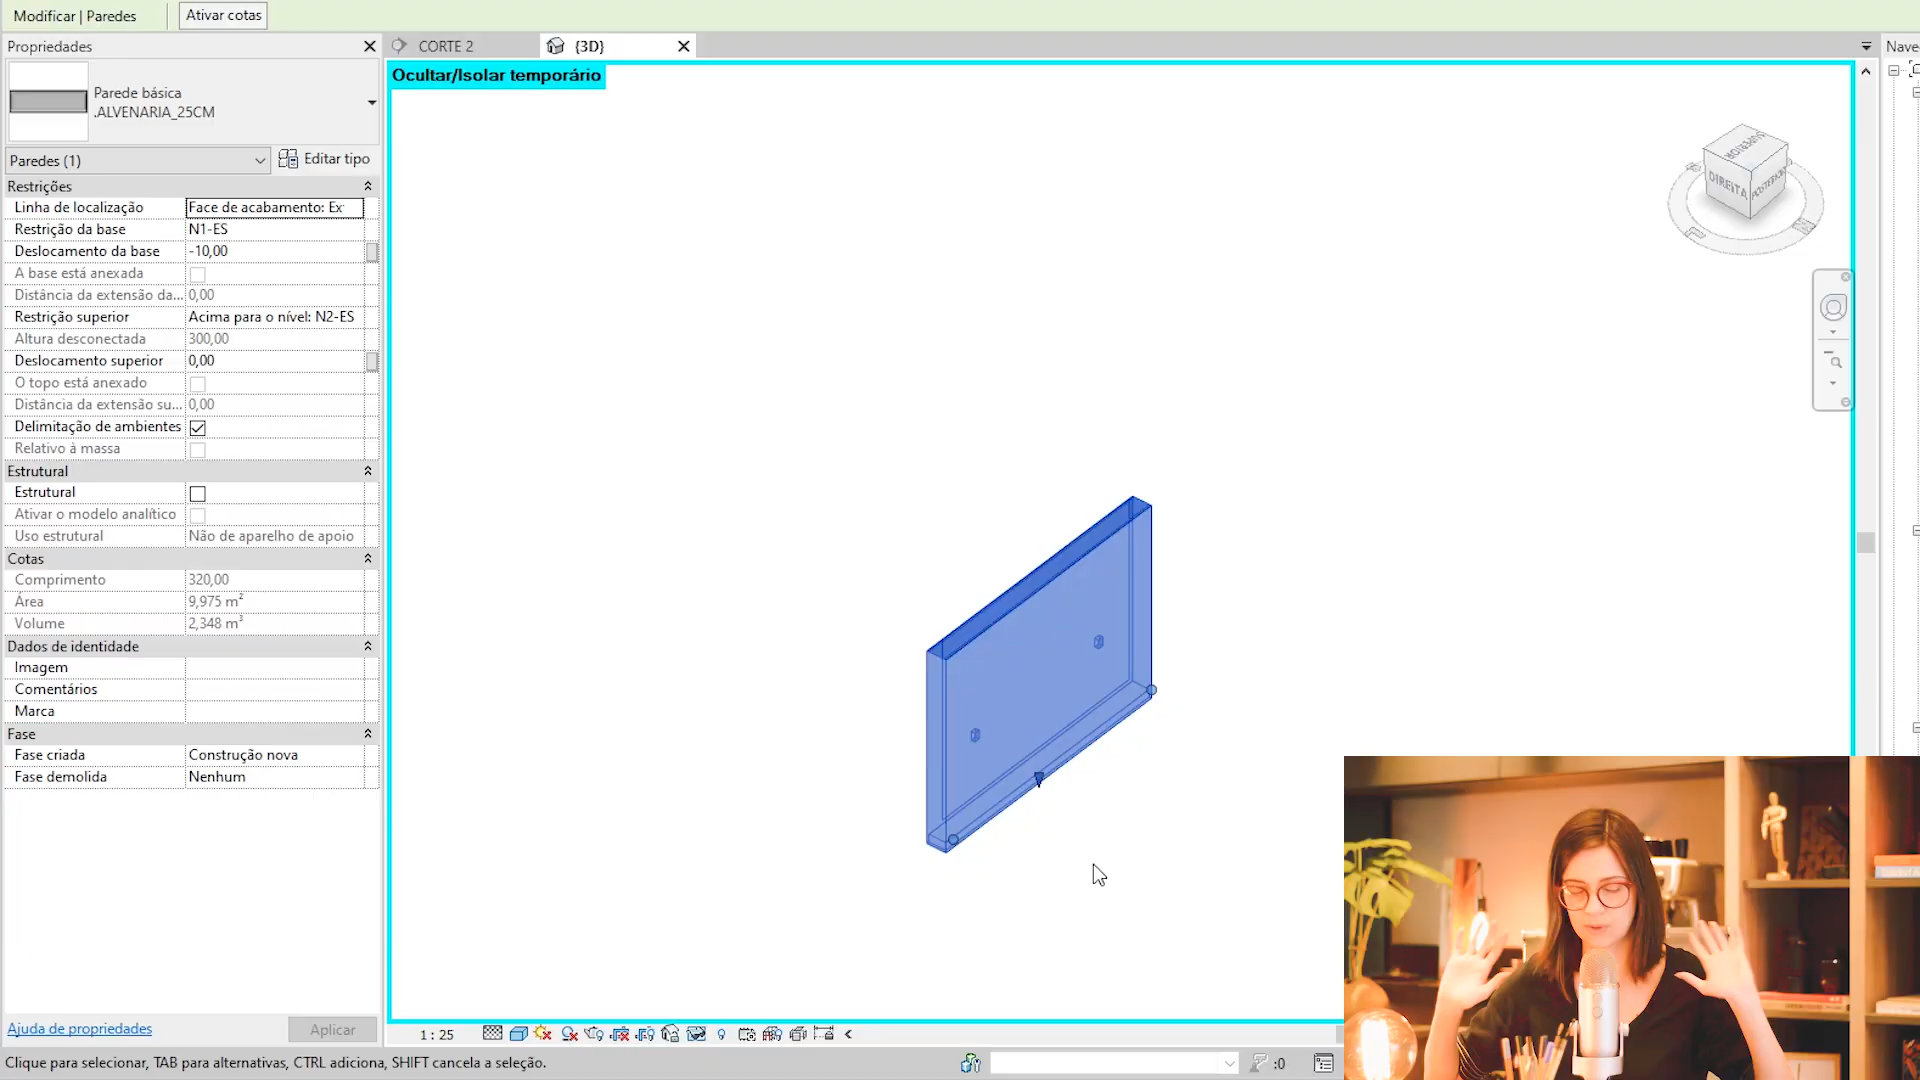 Modificar | Paredes
Ativar cotas
Propriedades
CORTE 2
{3D}
Nave
Parede básica
.ALVENARIA_25CM
Paredes (1)
Editar tipo
Restrições
Linha de localização Face de acabamento: Ex
Restrição da base N1-ES
Deslocamento da base -10,00
A base está anexada
Distância da extensão da... 0,00
Restrição superior Acima para o nível: N2-ES
Altura desconectada 300,00
Deslocamento superior 0,00
O topo está anexado
Distância da extensão su... 0,00
Delimitação de ambientes
Relativo à massa
Estrutural
Estrutural
Ativar o modelo analítico
Uso estrutural Não de aparelho de apoio
Cotas
Comprimento 320,00
Área 9,975 m²
Volume 2,348 m³
Dados de identidade
Imagem
Comentários
Marca
Fase
Fase criada Construção nova
Fase demolida Nenhum
Ajuda de propriedades
Aplicar
Ocultar/Isolar temporário
SUPERIOR
DIREITA
1 : 25
Clique para selecionar, TAB para alternativas, CTRL adiciona, SHIFT cancela a seleção.
:0